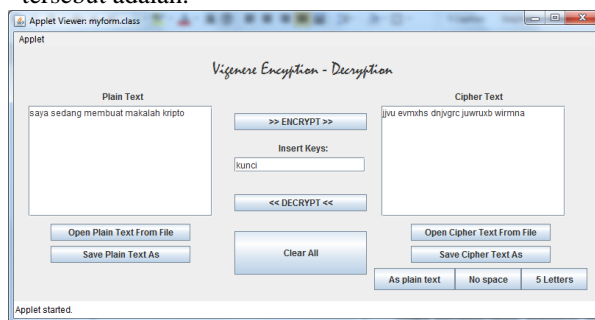 tersebut adalah:
Applet Viewer: myform.class
Applet
Vigenere Encyption - Decryption
Plain Text
Cipher Text
saya sedang membuat makalah kripto
>> ENCRYPT >>
jjvu evmxhs dnjvgrc juwruxb wirmna
Insert Keys:
kunci
<< DECRYPT <<
Open Plain Text From File
Save Plain Text As
Clear All
Open Cipher Text From File
Save Cipher Text As
As plain text
No space
5 Letters
Applet started.